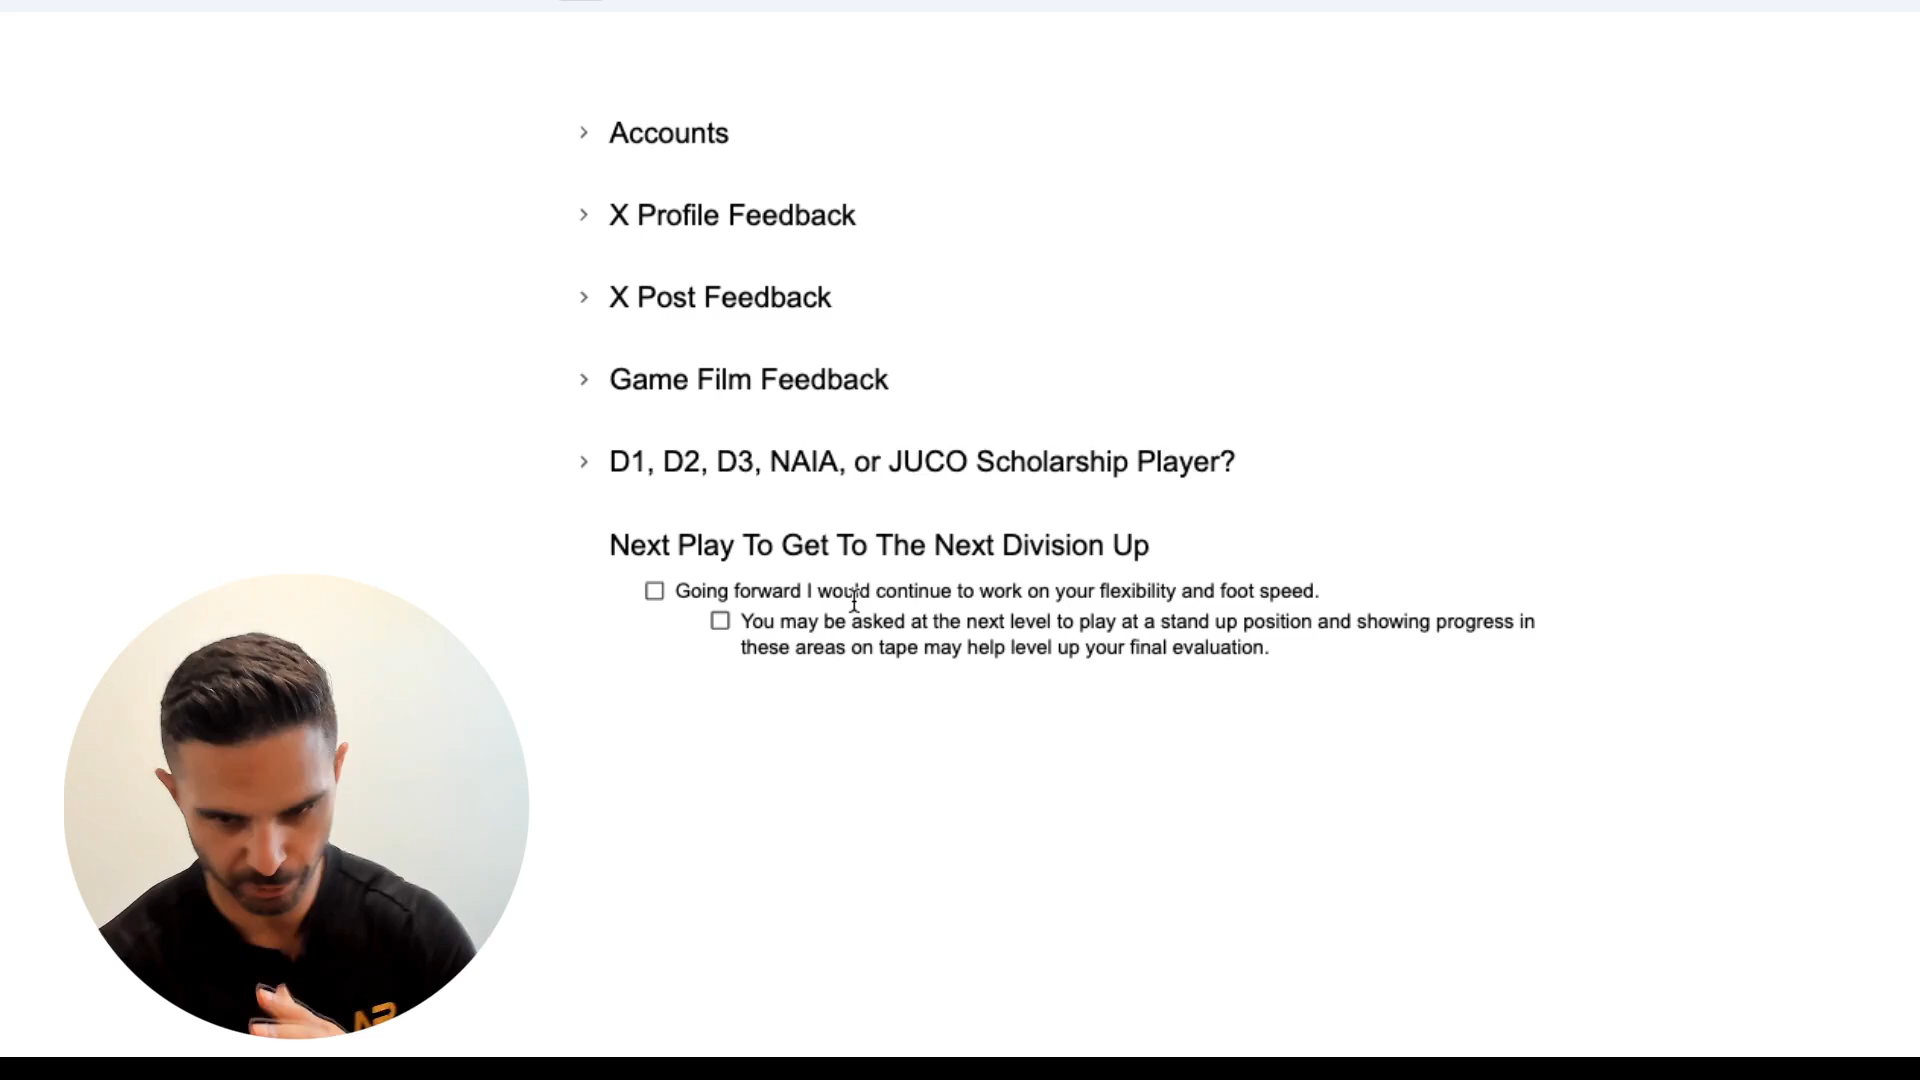 Accounts
X Profile Feedback
X Post Feedback
Game Film Feedback
D1, D2, D3, NAIA, or JUCO Scholarship Player?
Next Play To Get To The Next Division Up
Going forward I would continue to work on your flexibility and foot speed.
You may be asked at the next level to play at a stand up position and showing progress in
these areas on tape may help level up your final evaluation.